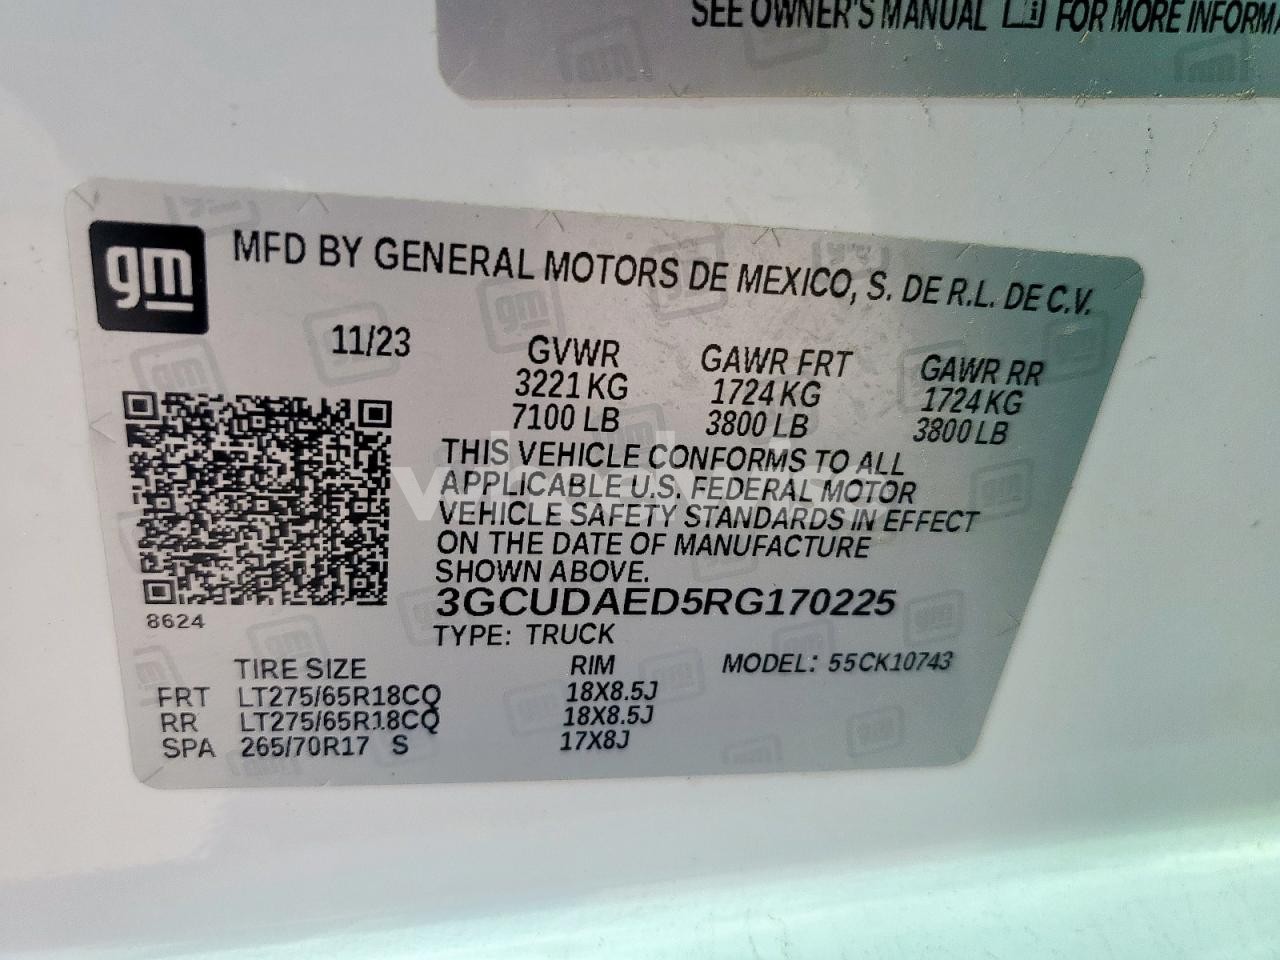 SEE OWNER'S MANUAL FOR MORE
gm MFD BY GENERAL MOTORS DE MEXICO, S. DE R.L. DE C.V.
11/23 GVWR GAWR FRT GAWR RR
3221 KG 1724 KG 1724 KG
7100 LB 3800 LB 3800 LB
THIS VEHICLE CONFORMS TO ALL
APPLICABLE U.S. FEDERAL MOTOR
VEHICLE SAFETY STANDARDS IN EFFECT
ON THE DATE OF MANUFACTURE
SHOWN ABOVE.
3GCUDAED5RG170225
8624
TYPE: TRUCK
TIRE SIZE RIM MODEL: 55CK10743
FRT LT275/65R18CQ 18X8.5J
RR LT275/65R18CQ 18X8.5J
SPA 265/70R17 S 17X8J